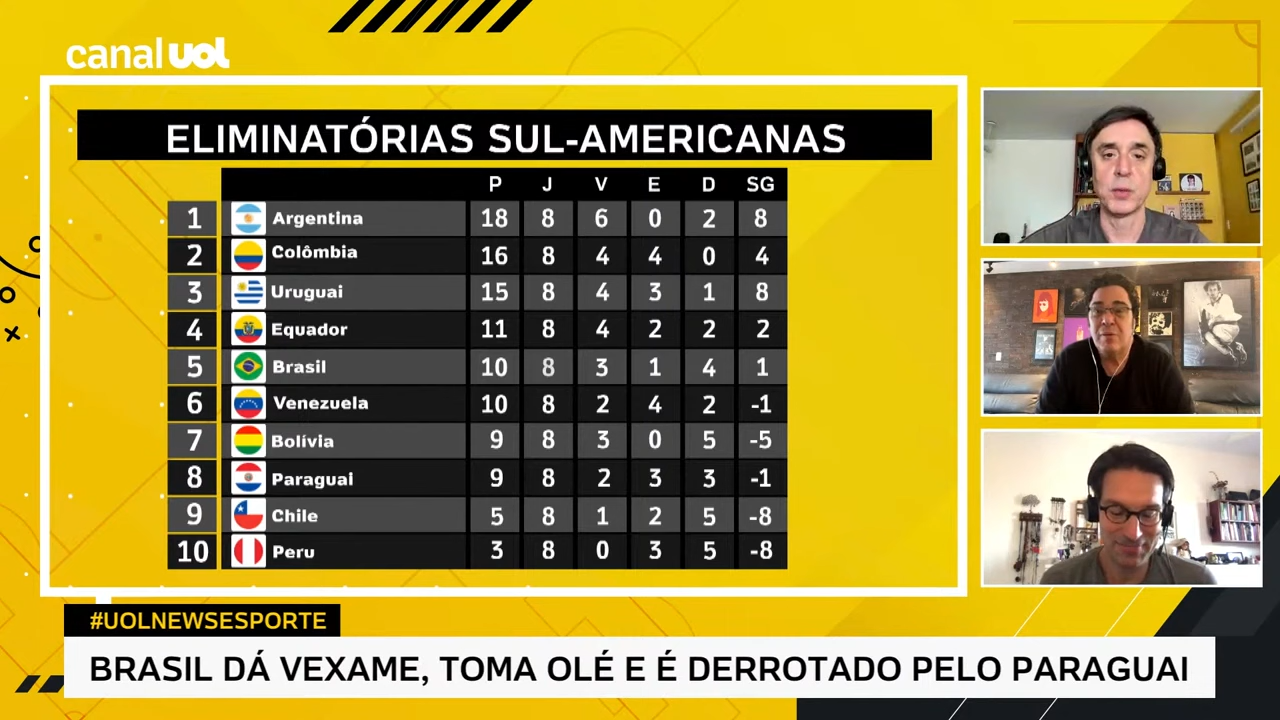 canal uol
ELIMINATÓRIAS SUL-AMERICANAS
P J V E D SG
1 Argentina 18 8 6 0 2 8
2 Colômbia 16 8 4 4 0 4
3 Uruguai 15 8 4 3 1 8
4 Equador 11 8 4 2 2 2
5 Brasil 10 8 3 1 4 1
6 Venezuela 10 8 2 4 2 -1
7 Bolívia 9 8 3 0 5 -5
8 Paraguai 9 8 2 3 3 -1
9 Chile 5 8 1 2 5 -8
10 Peru 3 8 0 3 5 -8
#UOLNEWSESPORTE
BRASIL DÁ VEXAME, TOMA OLÉ E É DERROTADO PELO PARAGUAI